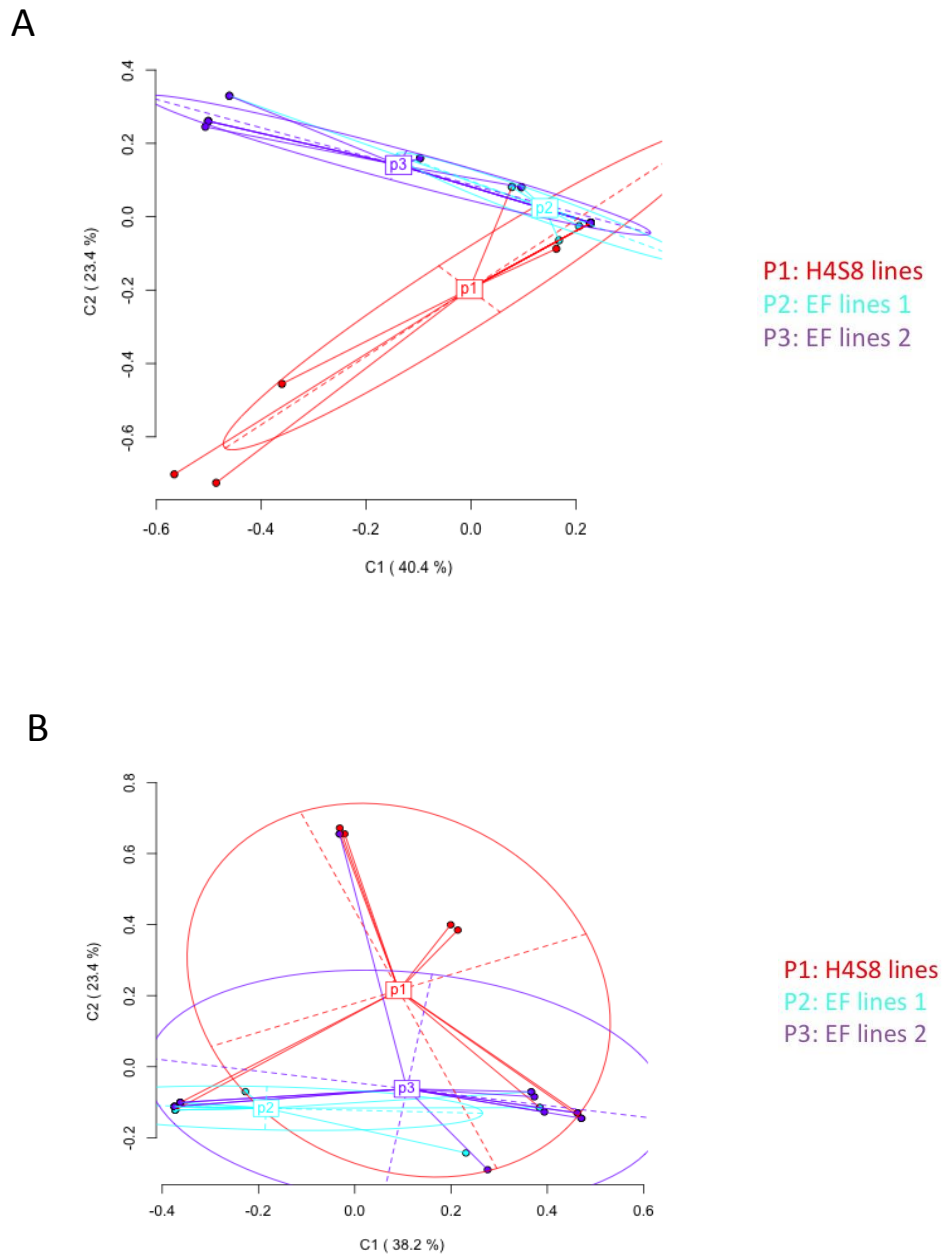 A
0.4
0.2
0.0
-0.2
-0.4
-0.6
C2 ( 23.4 %)
p3
p2
p1
-0.6 -0.4 -0.2 0.0 0.2
C1 ( 40.4 %)
P1: H4S8 lines
P2: EF lines 1
P3: EF lines 2
B
0.8
0.6
0.4
0.2
0.0
-0.2
C2 ( 23.4 %)
p1
p3
p2
-0.4 -0.2 0.0 0.2 0.4 0.6
C1 ( 38.2 %)
P1: H4S8 lines
P2: EF lines 1
P3: EF lines 2